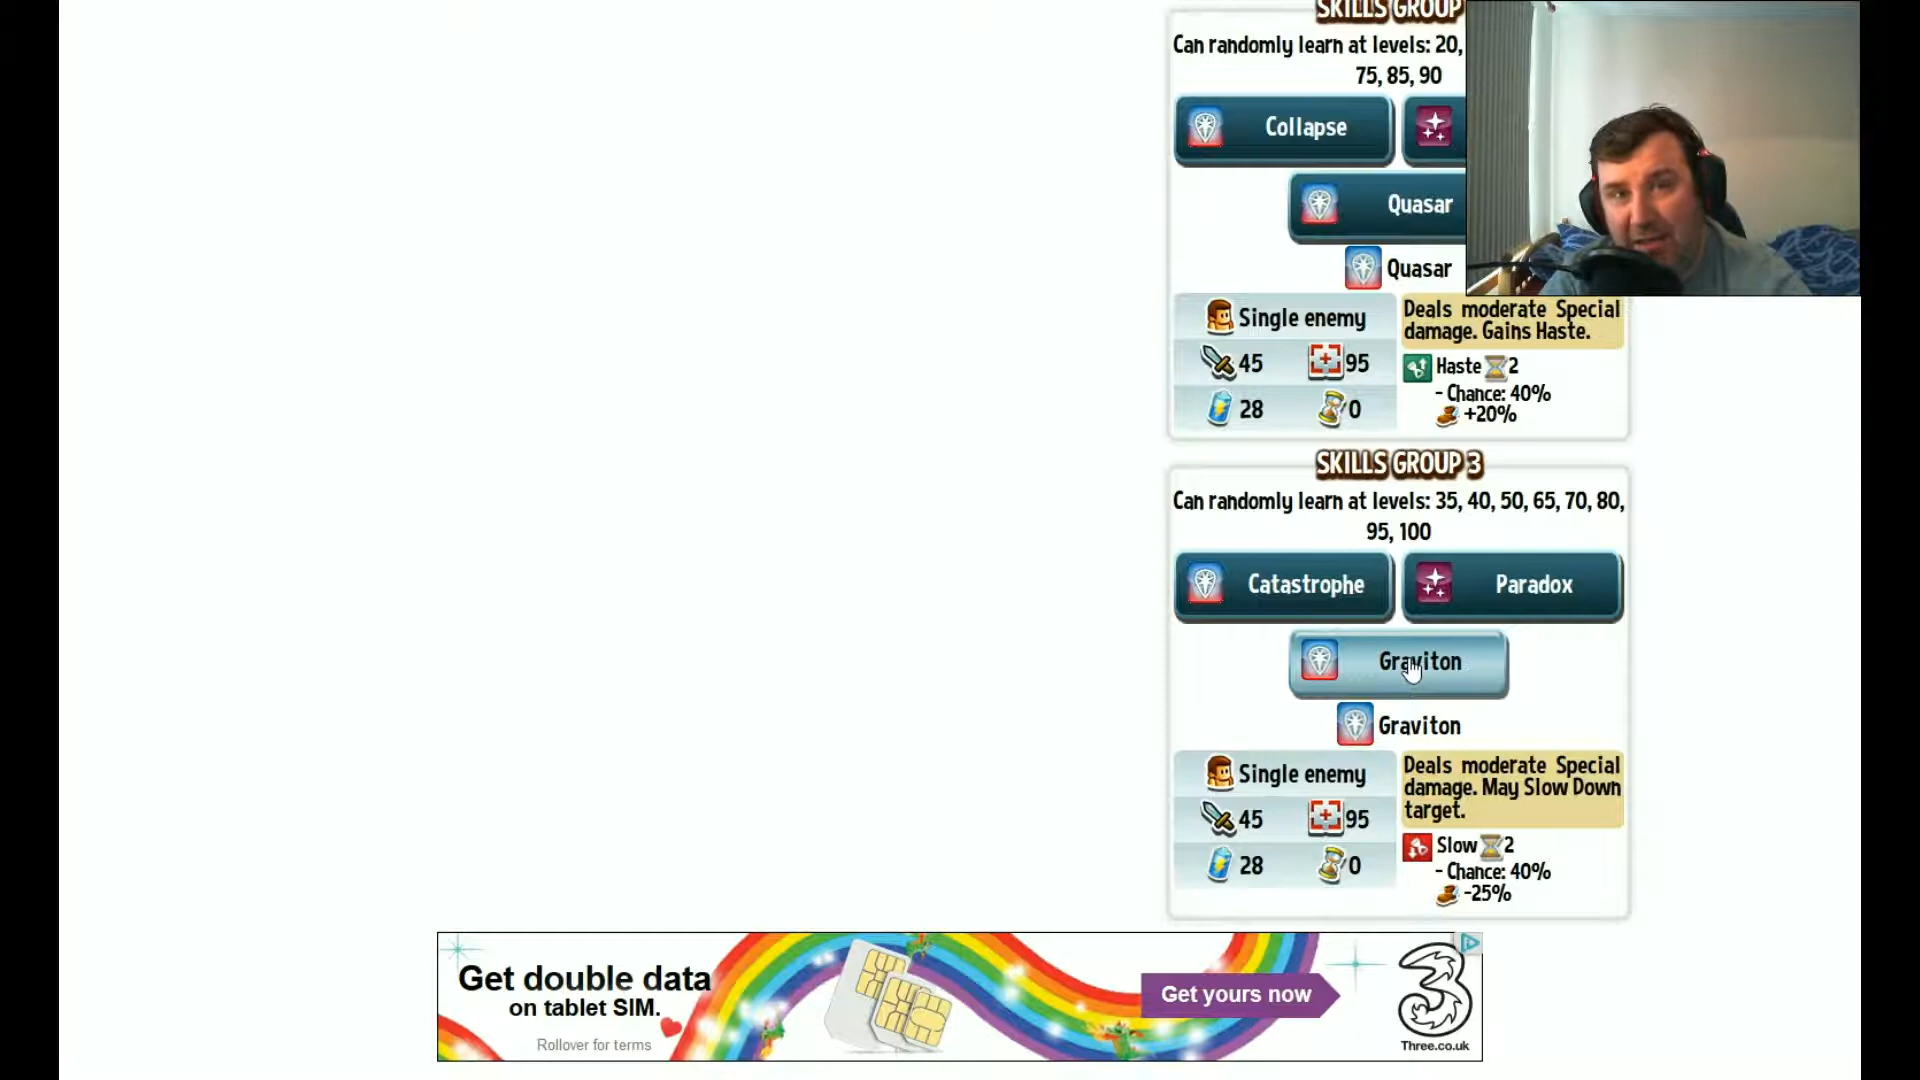 SKILLS GROUP
Can randomly learn at levels: 20,
75, 85, 90
Collapse
Quasar
Quasar
Single enemy
45 95
28 0
Deals moderate Special
damage. Gains Haste.
Haste 2
- Chance: 40%
+20%
SKILLS GROUP 3
Can randomly learn at levels: 35, 40, 50, 65, 70, 80,
95, 100
Catastrophe
Paradox
Graviton
Graviton
Single enemy
45 95
28 0
Deals moderate Special
damage. May Slow Down
target.
Slow 2
- Chance: 40%
-25%
Get double data
on tablet SIM.
Rollover for terms
Get yours now
3
Three.co.uk